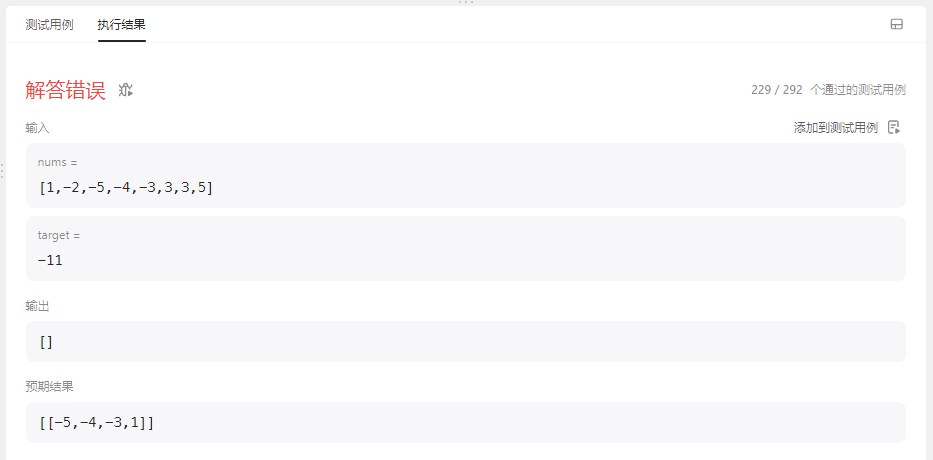 测试用例 执行结果
解答错误 229 / 292 个通过的测试用例
输入 添加到测试用例
nums =
[1,−2,−5,−4,−3,3,3,5]
target =
−11
输出
[]
预期结果
[[−5,−4,−3,1]]